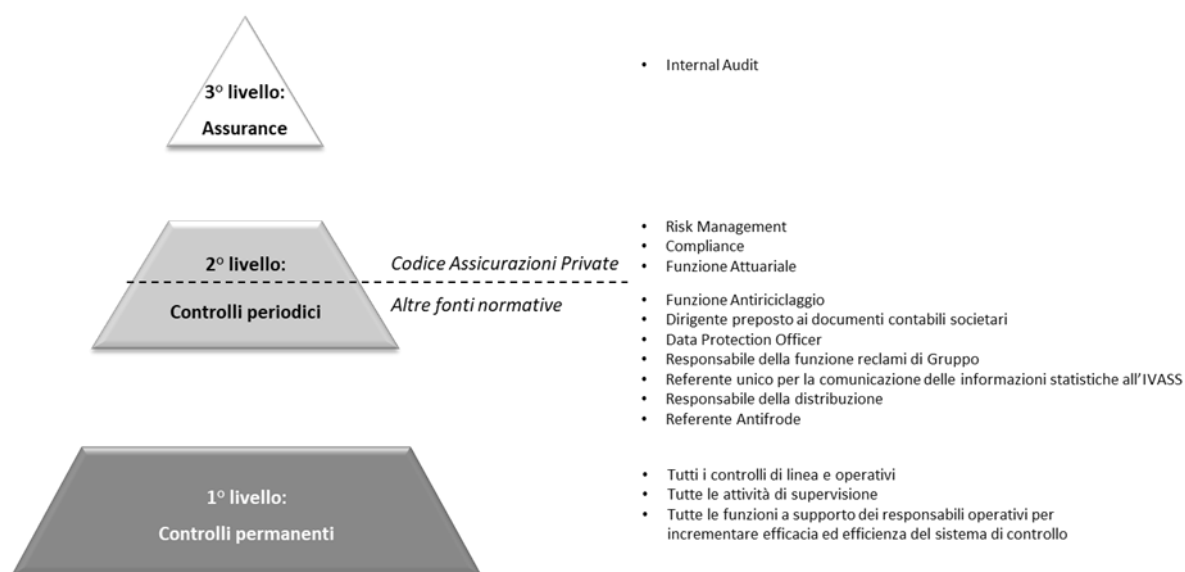 3° livello:
Assurance
• Internal Audit
2° livello:
Controlli periodici
Codice Assicurazioni Private
Altre fonti normative
• Risk Management
• Compliance
• Funzione Attuariale
• Funzione Antiriciclaggio
• Dirigente preposto ai documenti contabili societari
• Data Protection Officer
• Responsabile della funzione reclami di Gruppo
• Referente unico per la comunicazione delle informazioni statistiche all'IVASS
• Responsabile della distribuzione
• Referente Antifrode
1° livello:
Controlli permanenti
• Tutti i controlli di linea e operativi
• Tutte le attività di supervisione
• Tutte le funzioni a supporto dei responsabili operativi per
incrementare efficacia ed efficienza del sistema di controllo